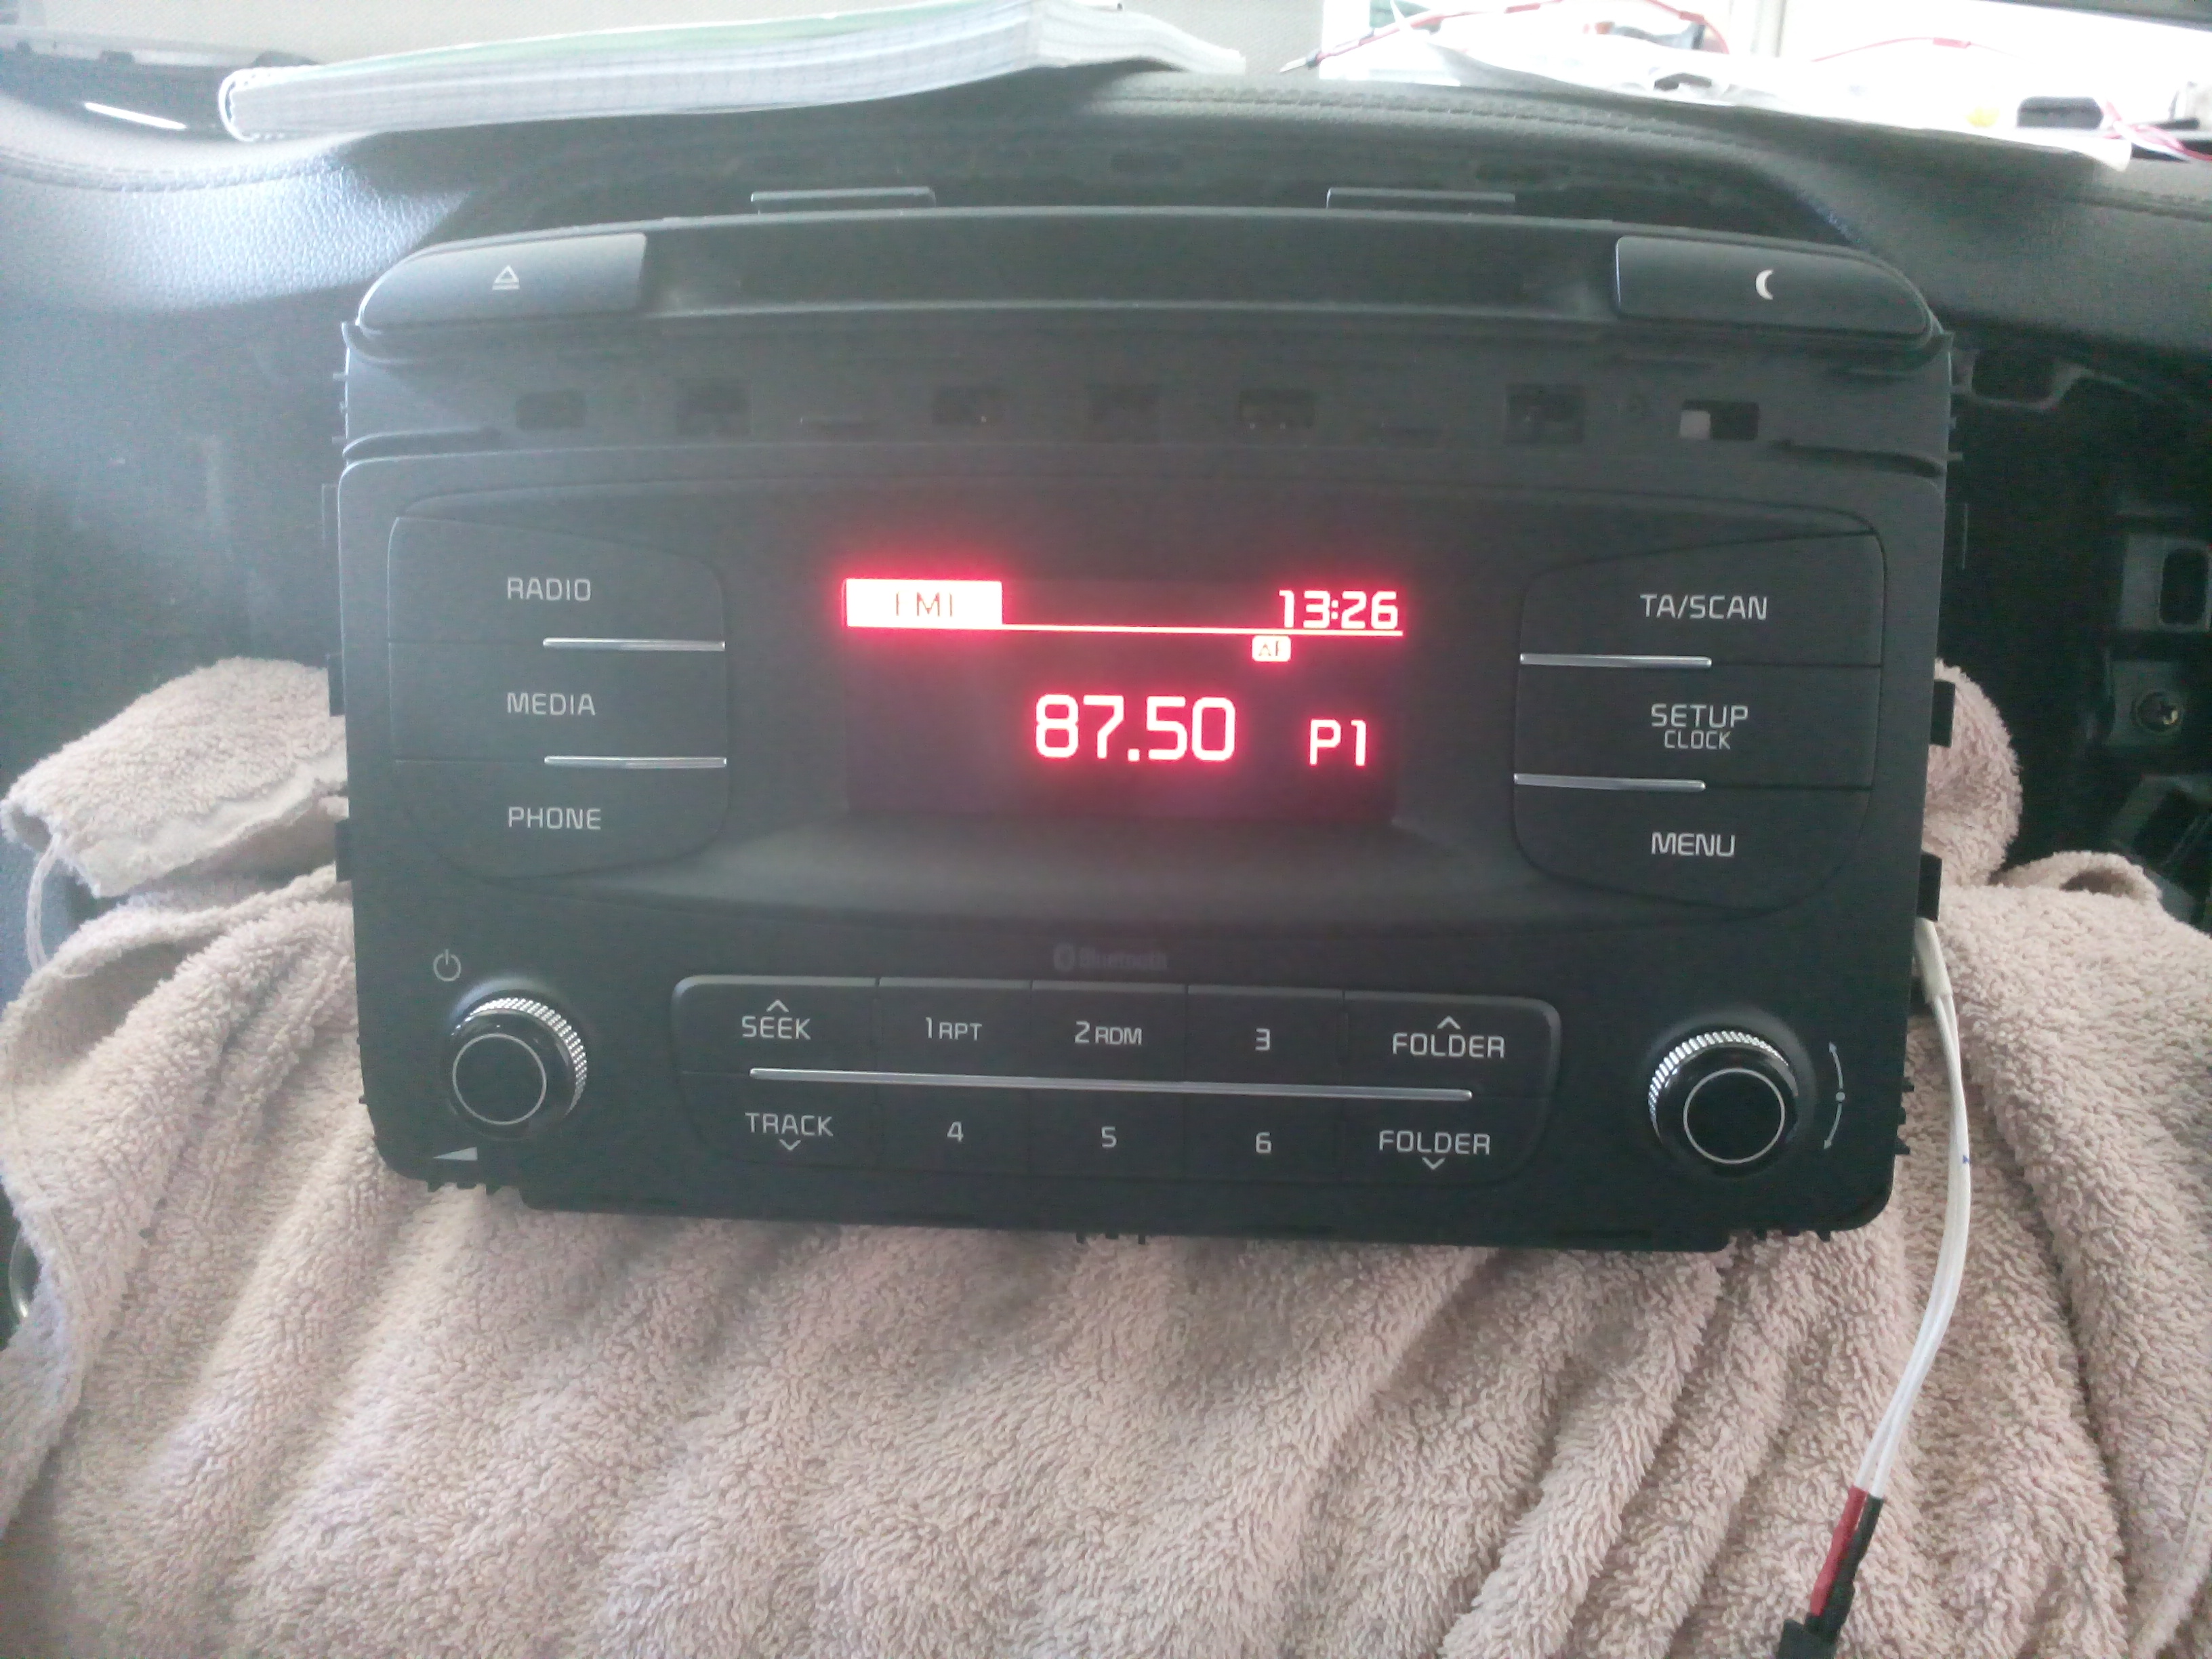 RADIO
MEDIA
PHONE
FM1 13:26
AF
87.50 P1
TA/SCAN
SETUP
CLOCK
MENU
Bluetooth
SEEK 1 RPT 2 RDM 3 FOLDER
TRACK 4 5 6 FOLDER